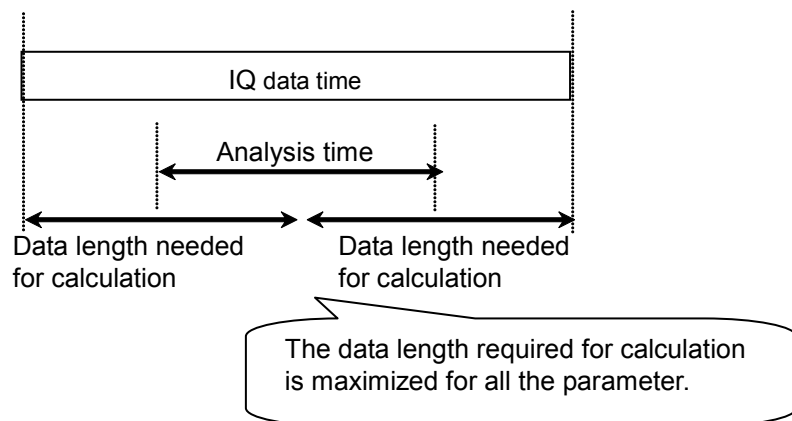 IQ data time
Analysis time
Data length needed
for calculation
Data length needed
for calculation
The data length required for calculation
is maximized for all the parameter.